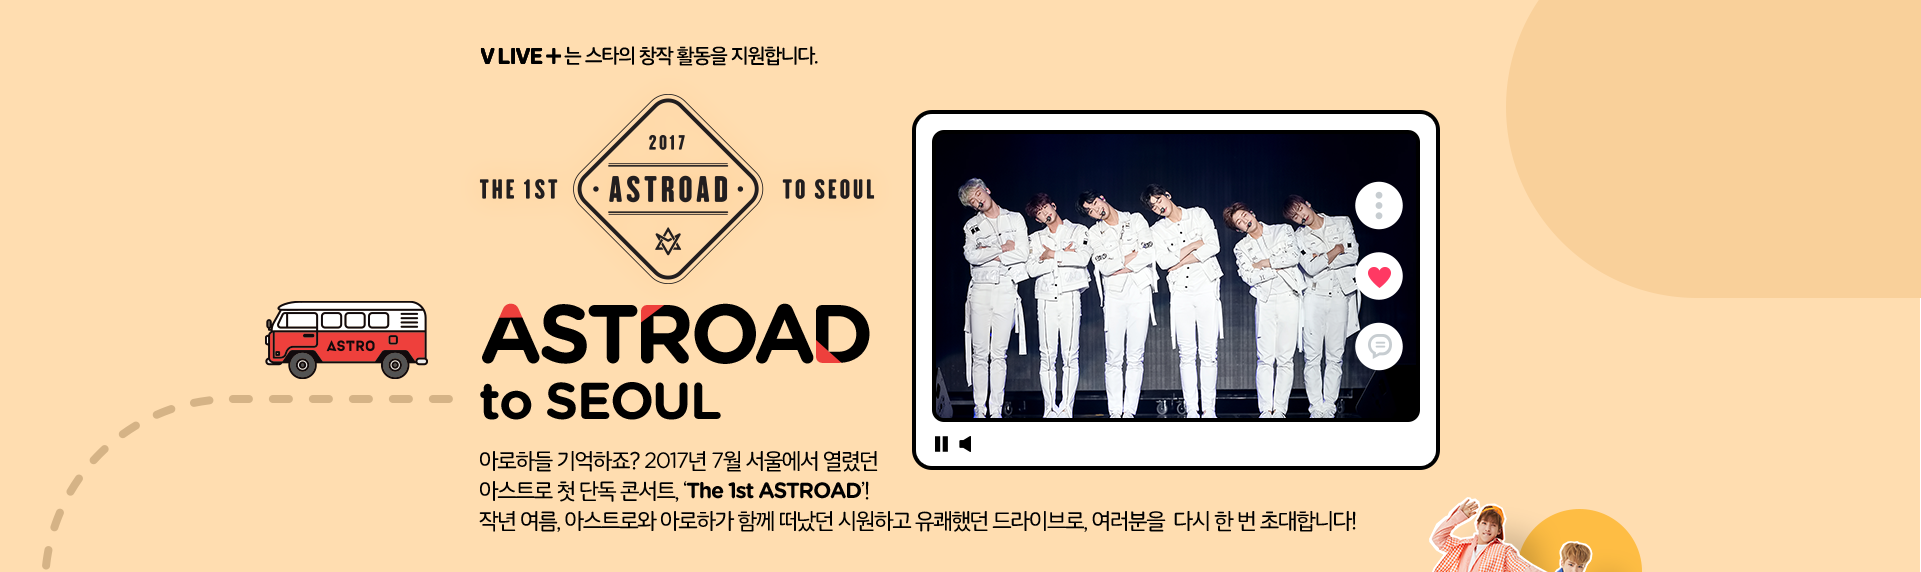 V LIVE+는 스타의 창작 활동을 지원합니다.
2017
THE 1ST ASTROAD TO SEOUL
ASTROAD
to SEOUL
ASTRO
아로하들 기억하죠? 2017년 7월 서울에서 열렸던
아스트로 첫 단독 콘서트, ‘The 1st ASTROAD’!
작년 여름, 아스트로와 아로하가 함께 떠났던 시원하고 유쾌했던 드라이브로, 여러분을 다시 한 번 초대합니다!